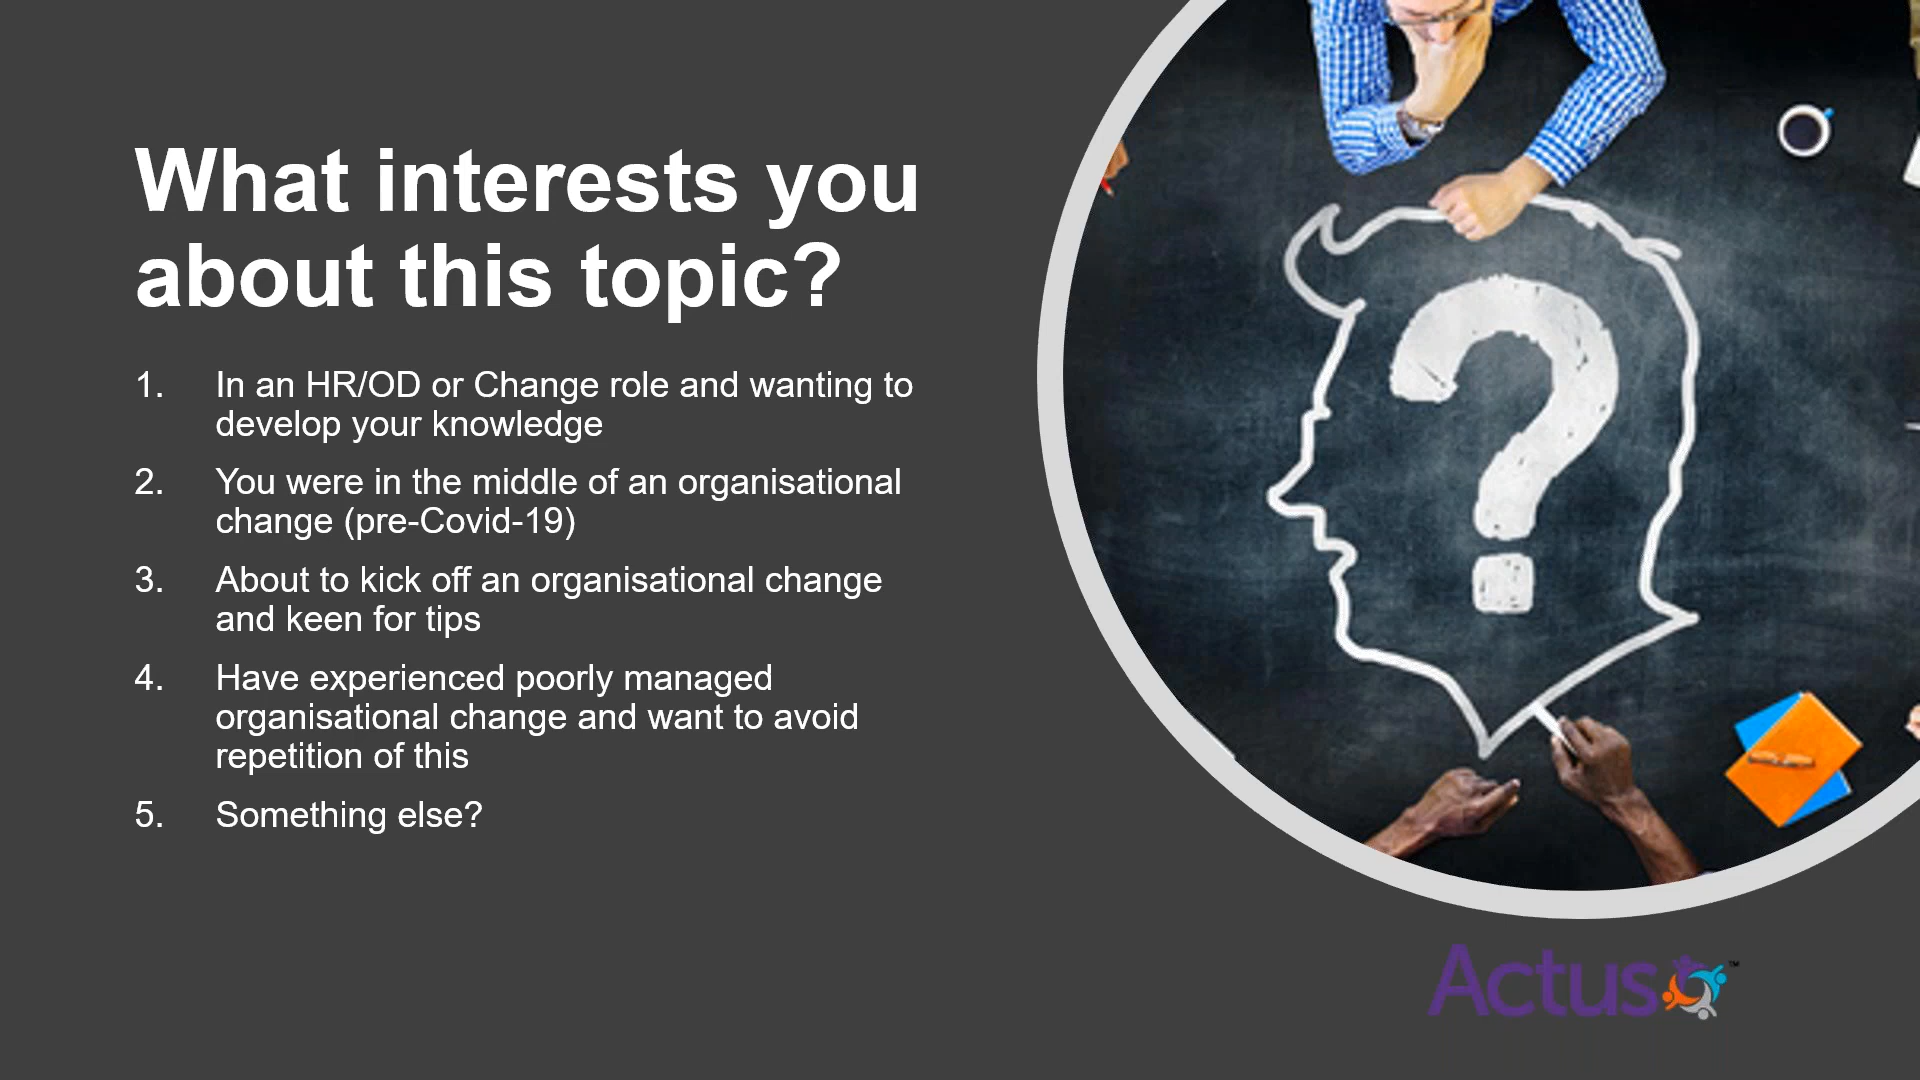 What interests you
about this topic?
1. In an HR/OD or Change role and wanting to
develop your knowledge
2. You were in the middle of an organisational
change (pre-Covid-19)
3. About to kick off an organisational change
and keen for tips
4. Have experienced poorly managed
organisational change and want to avoid
repetition of this
5. Something else?
Actus™